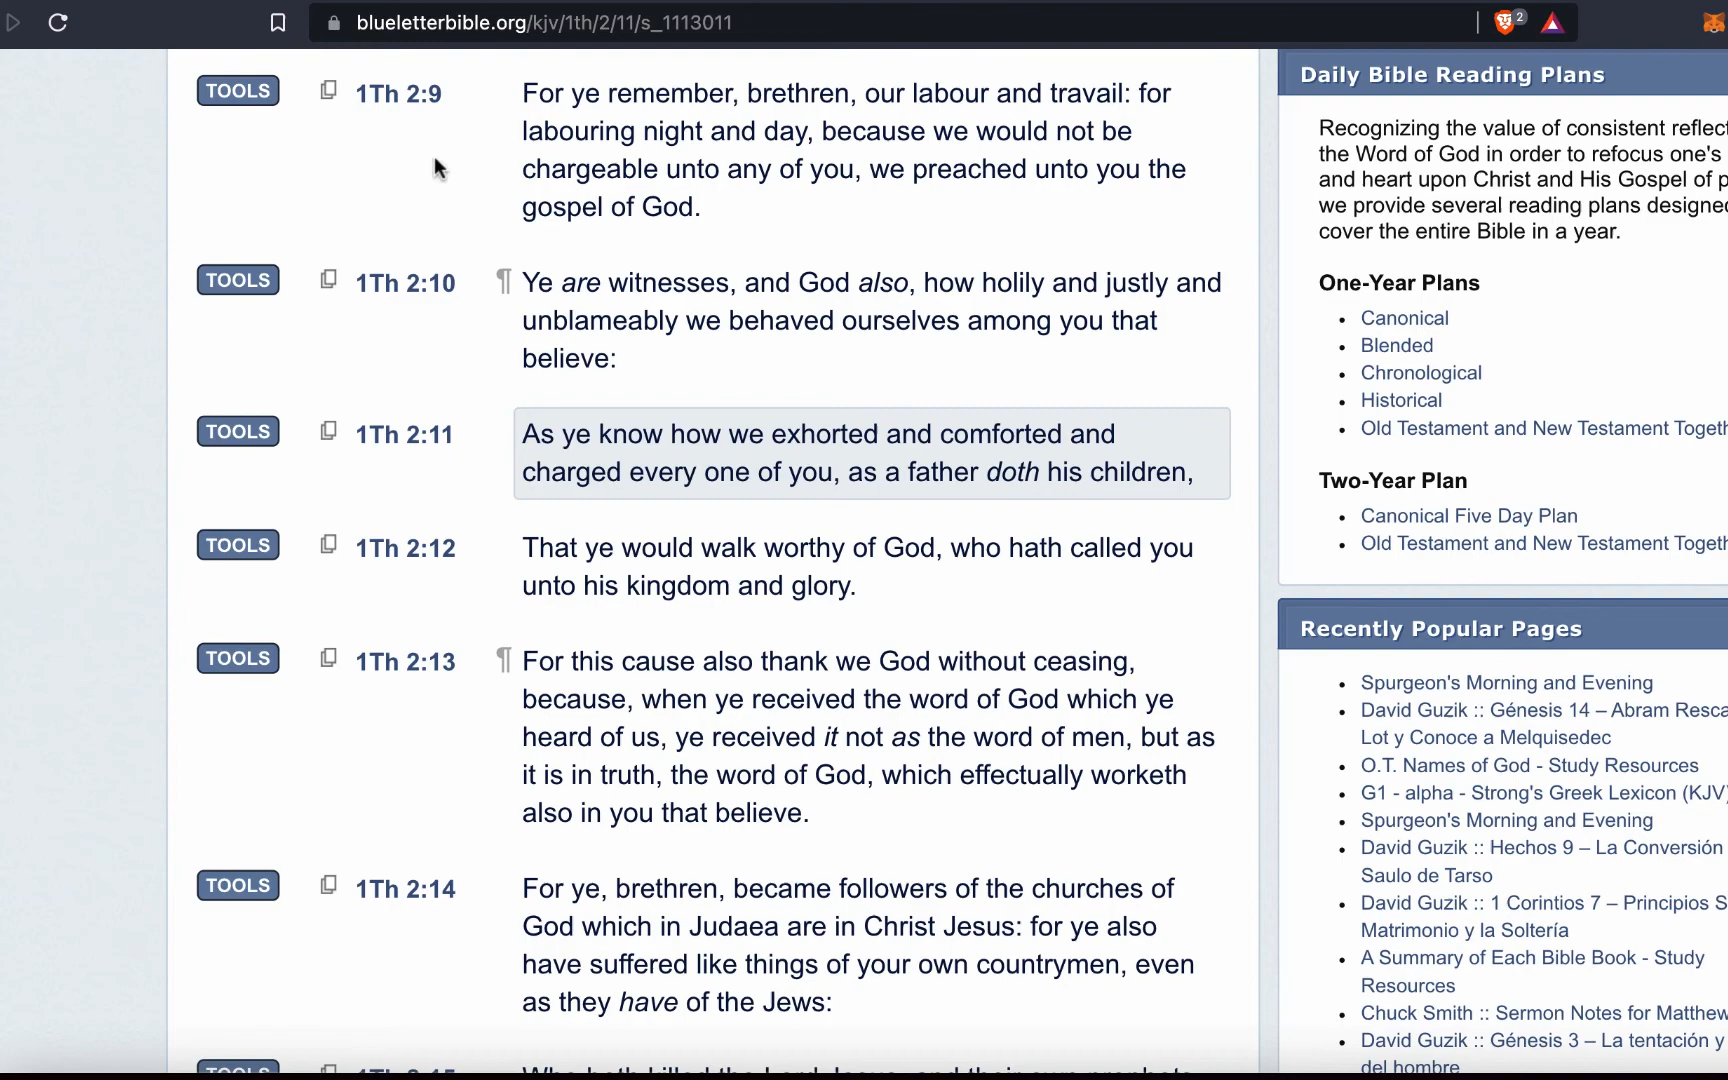 blueletterbible.org/kjv/1th/2/11/s_1113011
2
TOOLS
1Th 2:9
For ye remember, brethren, our labour and travail: for
labouring night and day, because we would not be
chargeable unto any of you, we preached unto you the
gospel of God.
TOOLS
1Th 2:10
¶ Ye are witnesses, and God also, how holily and justly and
unblameably we behaved ourselves among you that
believe:
TOOLS
1Th 2:11
As ye know how we exhorted and comforted and
charged every one of you, as a father doth his children,
TOOLS
1Th 2:12
That ye would walk worthy of God, who hath called you
unto his kingdom and glory.
TOOLS
1Th 2:13
¶ For this cause also thank we God without ceasing,
because, when ye received the word of God which ye
heard of us, ye received it not as the word of men, but as
it is in truth, the word of God, which effectually worketh
also in you that believe.
TOOLS
1Th 2:14
For ye, brethren, became followers of the churches of
God which in Judaea are in Christ Jesus: for ye also
have suffered like things of your own countrymen, even
as they have of the Jews:
Daily Bible Reading Plans
Recognizing the value of consistent reflec
the Word of God in order to refocus one's
and heart upon Christ and His Gospel of p
we provide several reading plans designed
cover the entire Bible in a year.
One-Year Plans
Canonical
Blended
Chronological
Historical
Old Testament and New Testament Togeth
Two-Year Plan
Canonical Five Day Plan
Old Testament and New Testament Togeth
Recently Popular Pages
Spurgeon's Morning and Evening
David Guzik :: Génesis 14 – Abram Resca
Lot y Conoce a Melquisedec
O.T. Names of God - Study Resources
G1 - alpha - Strong's Greek Lexicon (KJV)
Spurgeon's Morning and Evening
David Guzik :: Hechos 9 – La Conversión
Saulo de Tarso
David Guzik :: 1 Corintios 7 – Principios S
Matrimonio y la Soltería
A Summary of Each Bible Book - Study
Resources
Chuck Smith :: Sermon Notes for Matthew
David Guzik :: Génesis 3 – La tentación y
del hombre